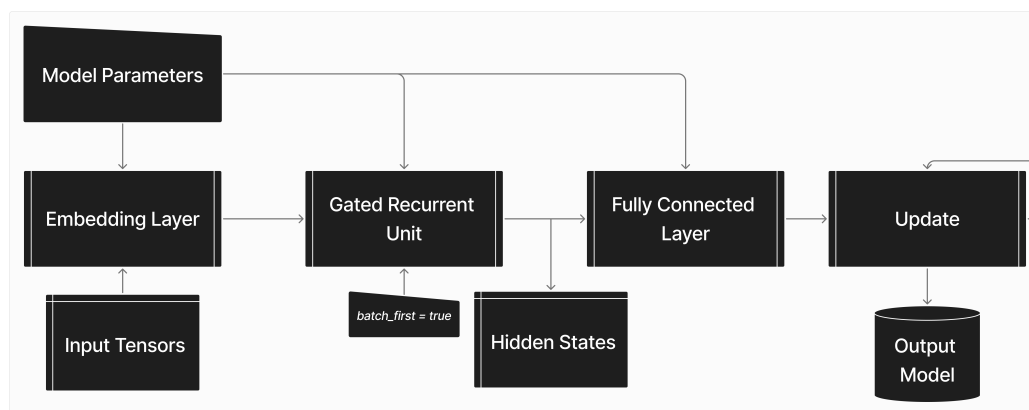 Model Parameters
Embedding Layer
Gated Recurrent
Unit
Fully Connected
Layer
Update
Input Tensors
batch_first = true
Hidden States
Output
Model